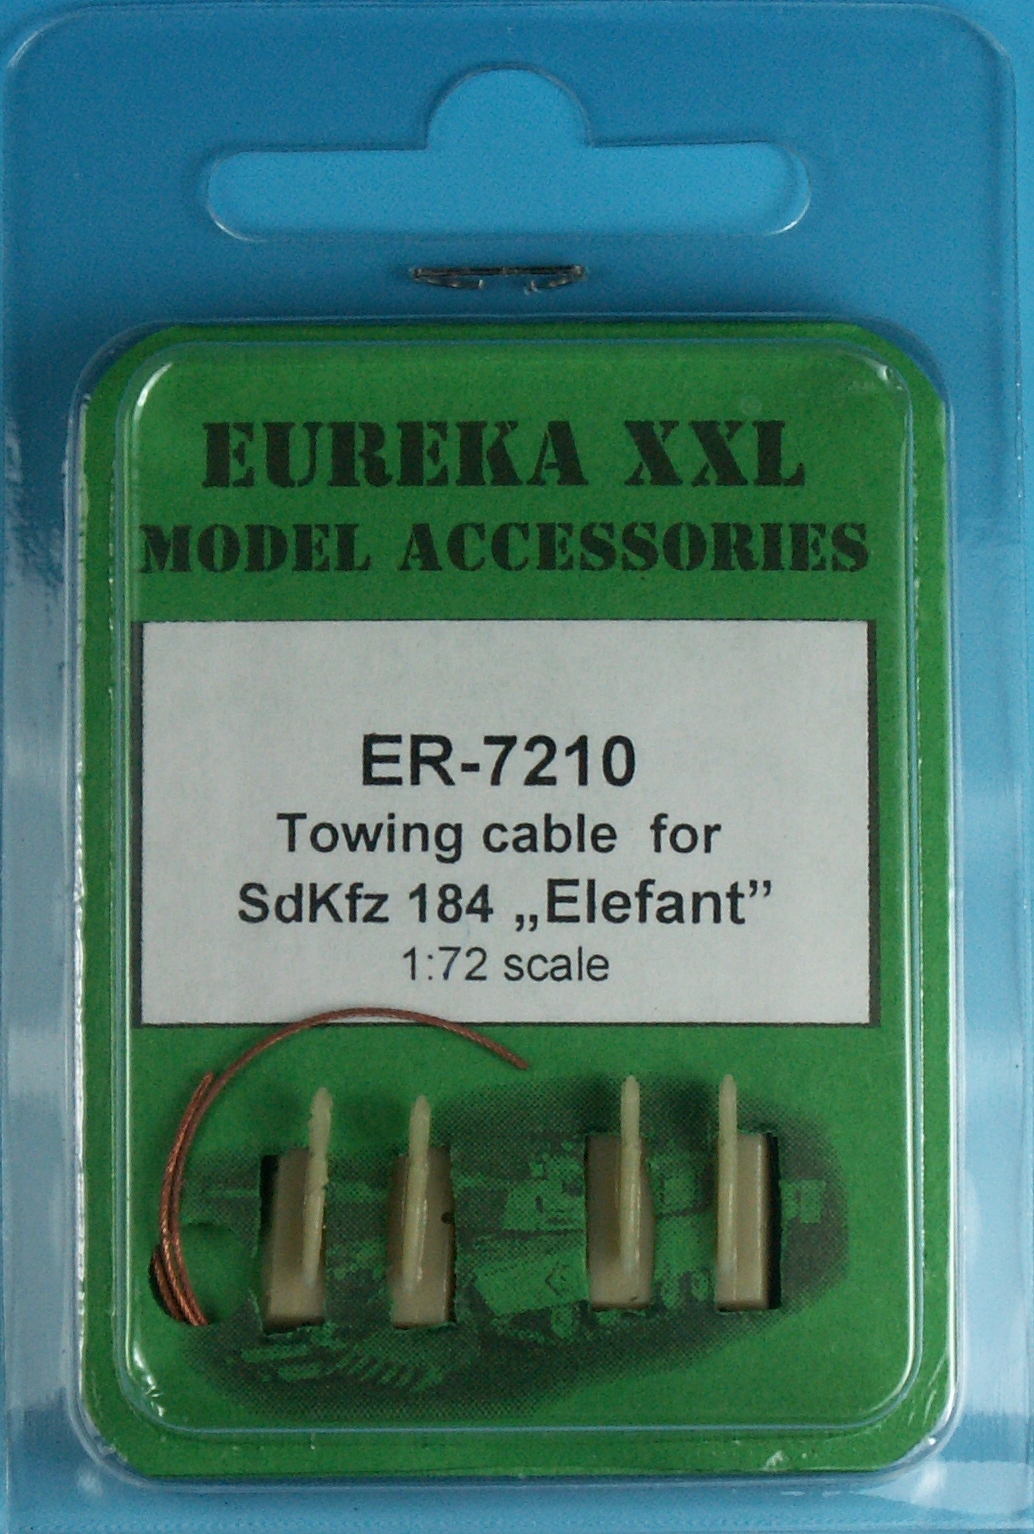 EUREKA XXL
MODEL ACCESSORIES
ER-7210
Towing cable for
SdKfz 184 „Elefant”
1:72 scale